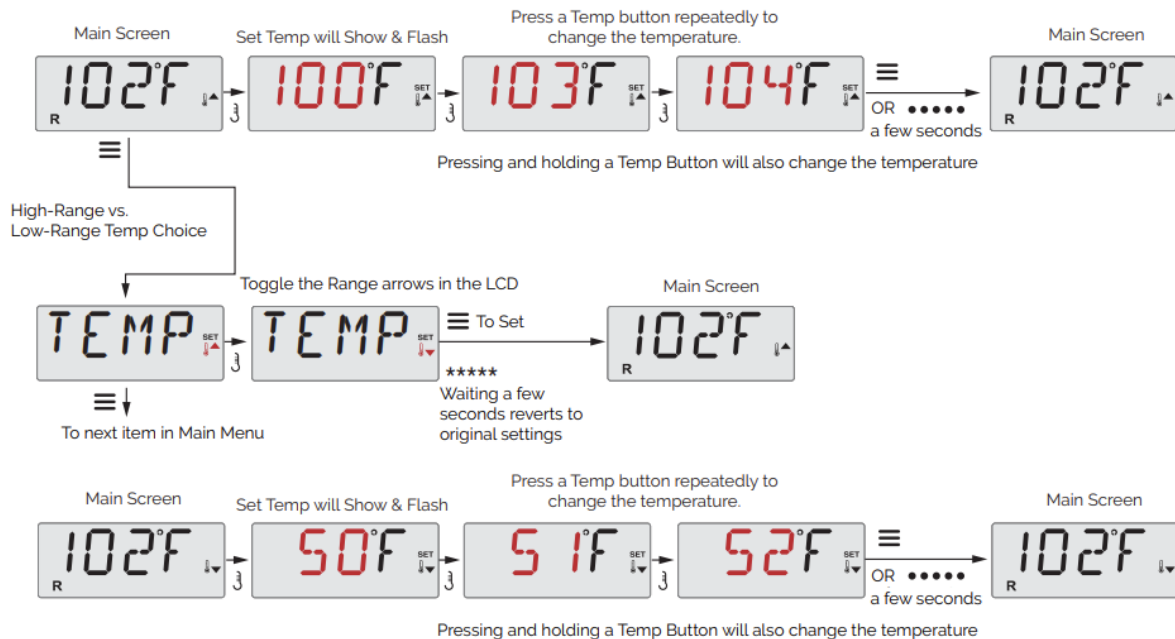 Main Screen
Set Temp will Show & Flash
Press a Temp button repeatedly to
change the temperature.
Main Screen
102°F
R
100°F
SET
103°F
SET
104°F
SET
OR •••••
a few seconds
102°F
R
Pressing and holding a Temp Button will also change the temperature
High-Range vs.
Low-Range Temp Choice
Toggle the Range arrows in the LCD
Main Screen
TEMP
SET
TEMP
SET
To Set
*****
Waiting a few
seconds reverts to
original settings
102°F
R
To next item in Main Menu
Main Screen
Set Temp will Show & Flash
Press a Temp button repeatedly to
change the temperature.
Main Screen
102°F
R
50°F
SET
51°F
SET
52°F
SET
OR •••••
a few seconds
102°F
R
Pressing and holding a Temp Button will also change the temperature